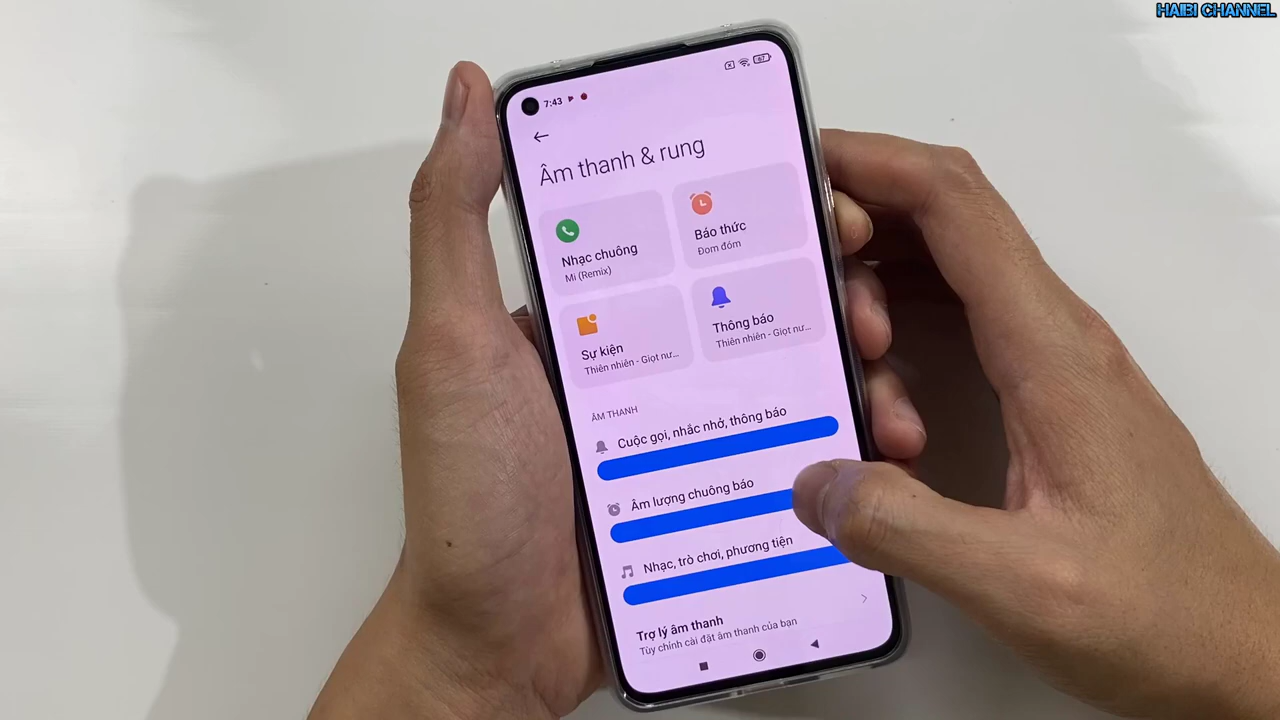 HAIBI CHANNEL
7:43
67
Âm thanh & rung
Nhạc chuông
Mi (Remix)
Báo thức
Đom đóm
Sự kiện
Thiên nhiên - Giọt nư...
Thông báo
Thiên nhiên - Giọt nư...
ÂM THANH
Cuộc gọi, nhắc nhở, thông báo
Âm lượng chuông báo
Nhạc, trò chơi, phương tiện
Trợ lý âm thanh
Tùy chỉnh cài đặt âm thanh của bạn